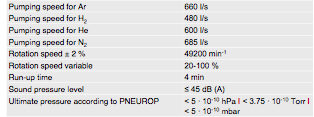 Pumping speed for Ar 660 l/s
Pumping speed for H₂ 480 l/s
Pumping speed for He 600 l/s
Pumping speed for N₂ 685 l/s
Rotation speed ± 2 % 49200 min⁻¹
Rotation speed variable 20-100 %
Run-up time 4 min
Sound pressure level ≤ 45 dB (A)
Ultimate pressure according to PNEUROP < 5 · 10⁻¹⁰ hPa | < 3.75 · 10⁻¹⁰ Torr |
< 5 · 10⁻¹⁰ mbar